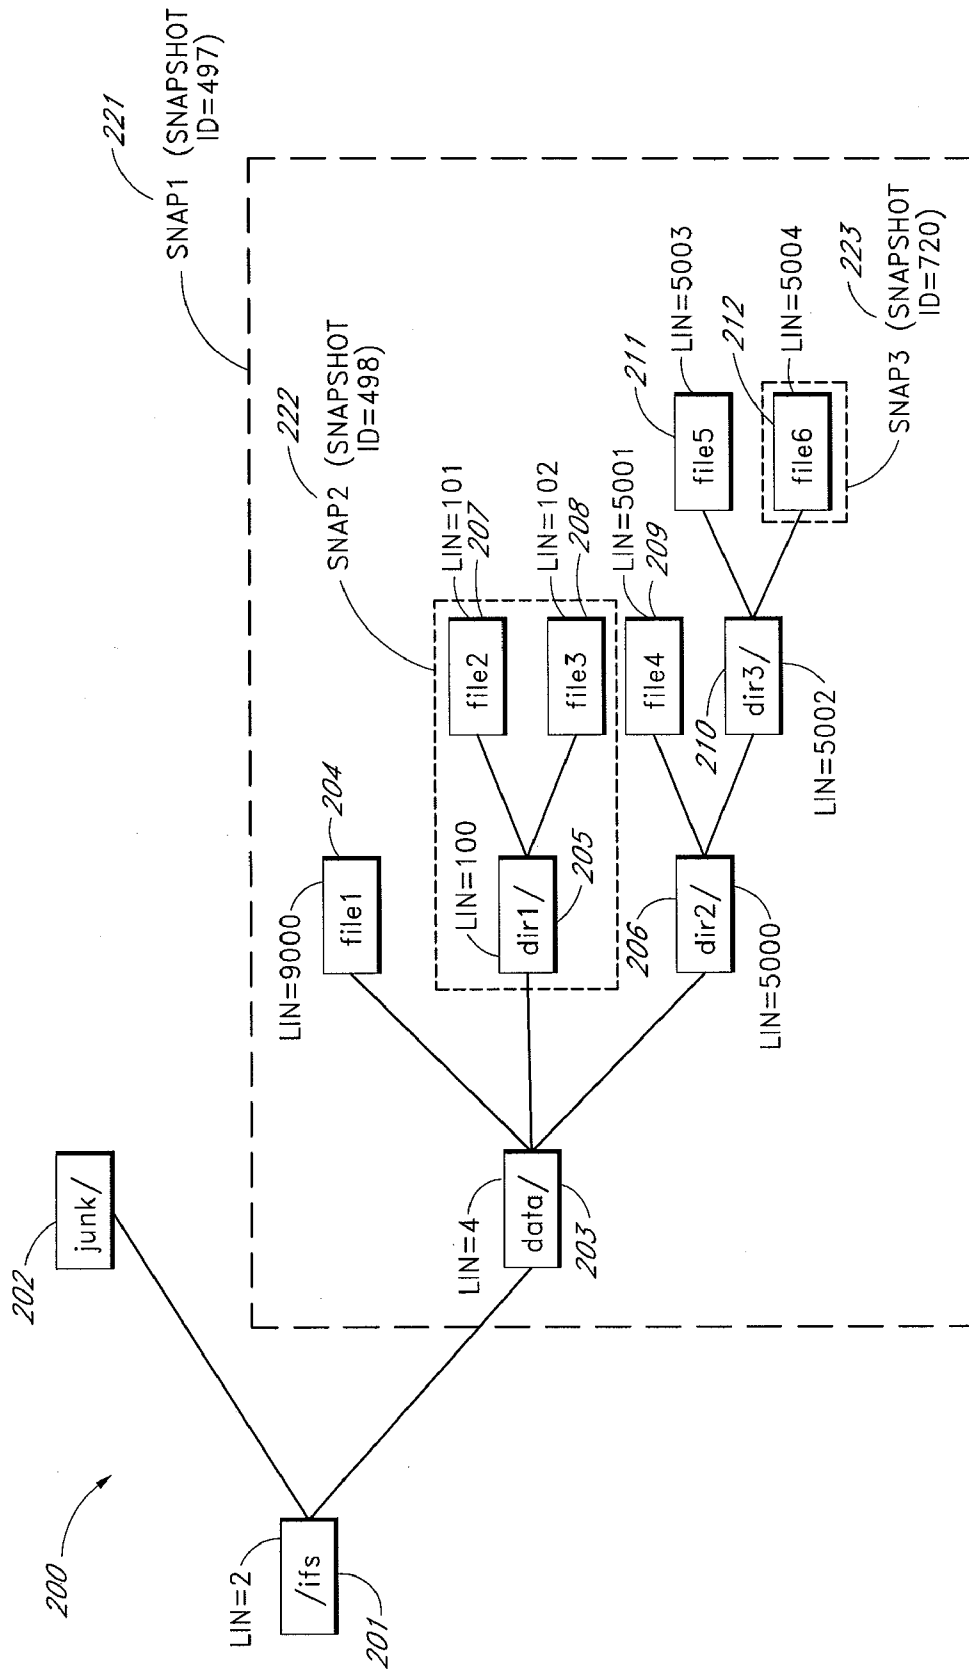 200
LIN=2
/ifs
201
202
junk/
LIN=4
data/
203
221
SNAP1 (SNAPSHOT
ID=497)
LIN=9000
file1
204
222
SNAP2 (SNAPSHOT
ID=498)
LIN=100
dir1/
205
file2
LIN=101
207
file3
LIN=102
208
206
dir2/
LIN=5000
file4
LIN=5001
209
210
dir3/
LIN=5002
211
file5
LIN=5003
212
file6
LIN=5004
223
SNAP3 (SNAPSHOT
ID=720)